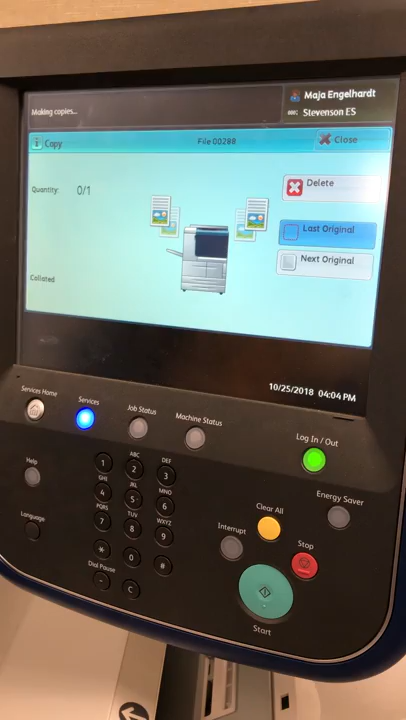 Making copies...
Maja Engelhardt
Stevenson ES
Copy
File 00288
Close
Quantity: 0/1
Delete
Last Original
Next Original
Collated
10/25/2018 04:04 PM
Services Home
Services
Job Status
Machine Status
Log In / Out
Help
Language
1
ABC
2
DEF
3
GHI
4
JKL
5
MNO
6
PQRS
7
TUV
8
WXYZ
9
*
0
#
Dial Pause
-
C
Energy Saver
Clear All
Interrupt
Stop
Start